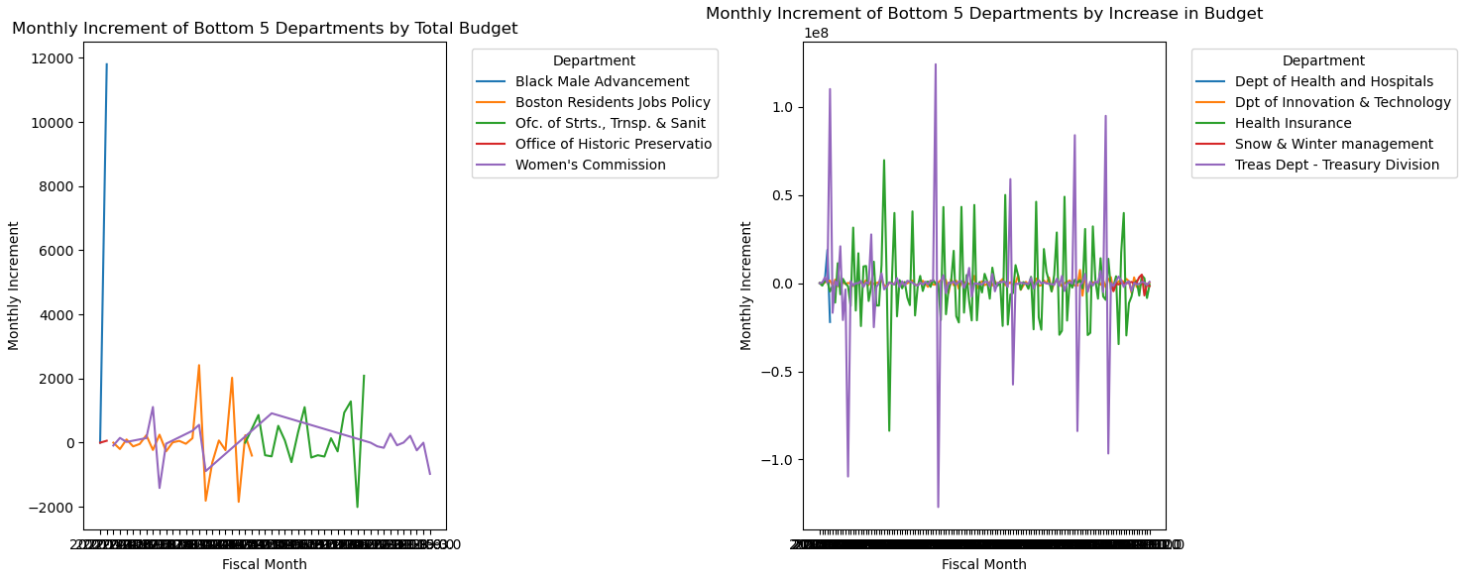 Monthly Increment of Bottom 5 Departments by Total Budget
12000
10000
8000
6000
4000
2000
0
−2000
Monthly Increment
Fiscal Month
Department
Black Male Advancement
Boston Residents Jobs Policy
Ofc. of Strts., Trnsp. & Sanit
Office of Historic Preservatio
Women's Commission
Monthly Increment of Bottom 5 Departments by Increase in Budget
1e8
1.0
0.5
0.0
−0.5
−1.0
Monthly Increment
Fiscal Month
Department
Dept of Health and Hospitals
Dpt of Innovation & Technology
Health Insurance
Snow & Winter management
Treas Dept - Treasury Division